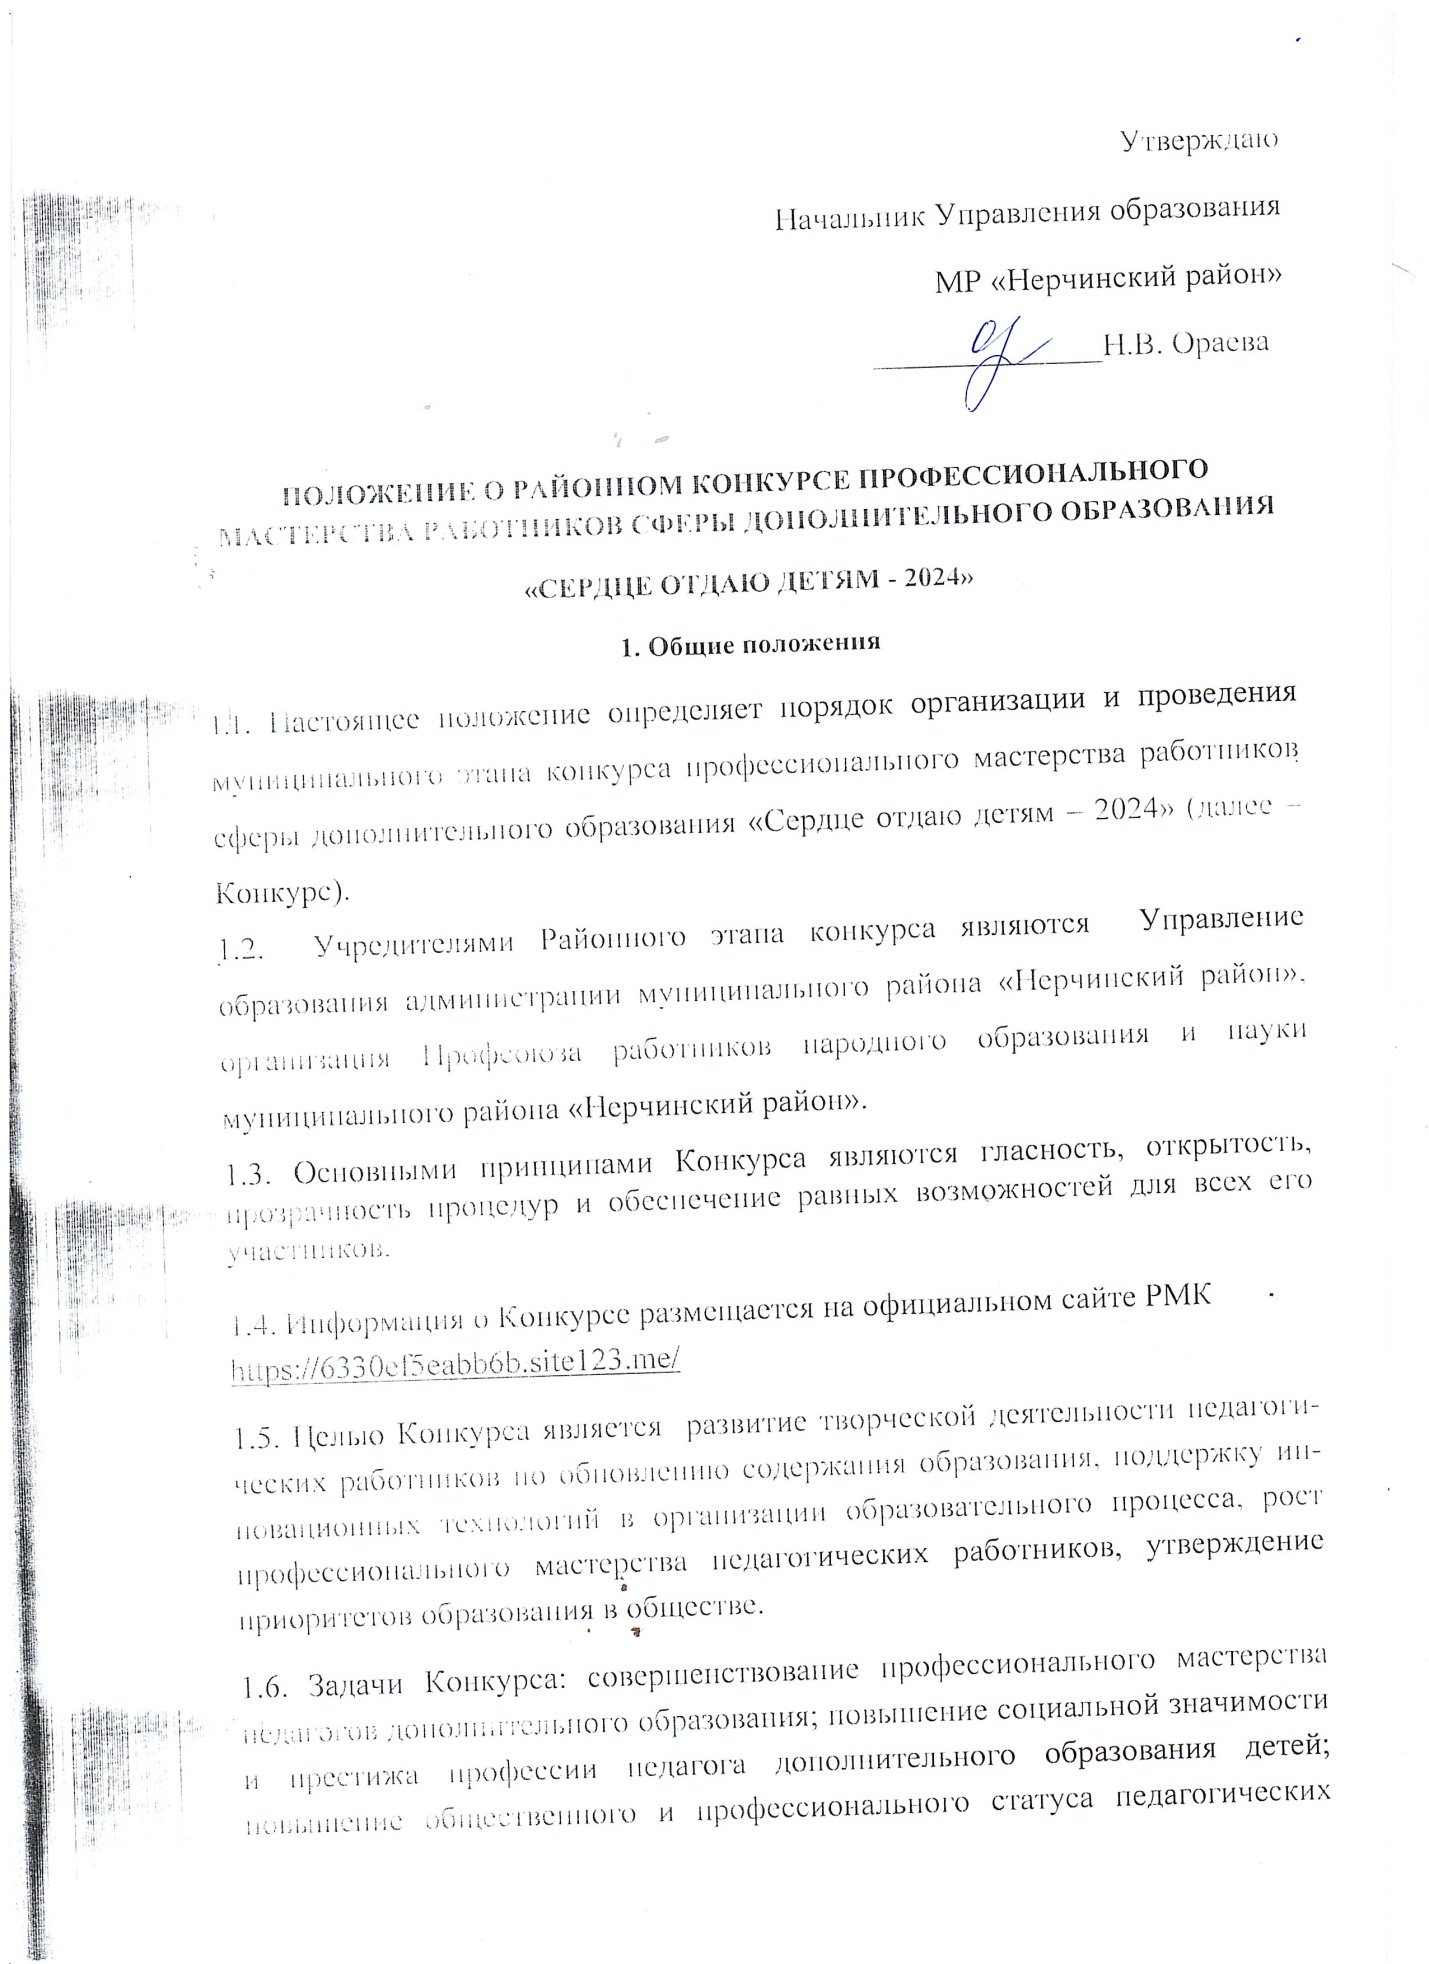 Утверждаю
Начальник Управления образования
МР «Нерчинский район»
________________Н.В. Ораева
ПОЛОЖЕНИЕ О РАЙОННОМ КОНКУРСЕ ПРОФЕССИОНАЛЬНОГО
МАСТЕРСТВА РАБОТНИКОВ СФЕРЫ ДОПОЛНИТЕЛЬНОГО ОБРАЗОВАНИЯ
«СЕРДЦЕ ОТДАЮ ДЕТЯМ - 2024»
1. Общие положения
1.1. Настоящее положение определяет порядок организации и проведения
муниципального этапа конкурса профессионального мастерства работников
сферы дополнительного образования «Сердце отдаю детям – 2024» (далее –
Конкурс).
1.2. Учредителями Районного этапа конкурса являются Управление
образования администрации муниципального района «Нерчинский район»,
организация Профсоюза работников народного образования и науки
муниципального района «Нерчинский район».
1.3. Основными принципами Конкурса являются гласность, открытость,
прозрачность процедур и обеспечение равных возможностей для всех его
участников.
1.4. Информация о Конкурсе размещается на официальном сайте РМК
https://6330ef5eabb6b.site123.me/
1.5. Целью Конкурса является развитие творческой деятельности педагоги-
ческих работников по обновлению содержания образования, поддержку ин-
новационных технологий в организации образовательного процесса, рост
профессионального мастерства педагогических работников, утверждение
приоритетов образования в обществе.
1.6. Задачи Конкурса: совершенствование профессионального мастерства
педагогов дополнительного образования; повышение социальной значимости
и престижа профессии педагога дополнительного образования детей;
повышение общественного и профессионального статуса педагогических